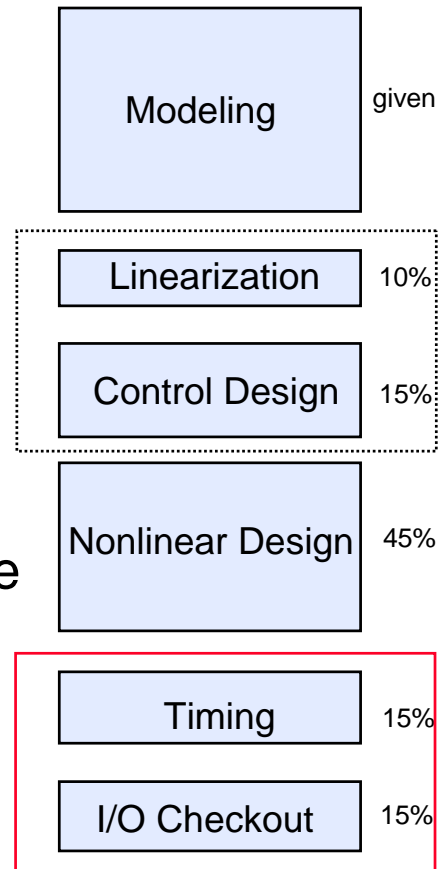 Modeling given
Linearization 10%
Control Design 15%
Nonlinear Design 45%
e
Timing 15%
I/O Checkout 15%